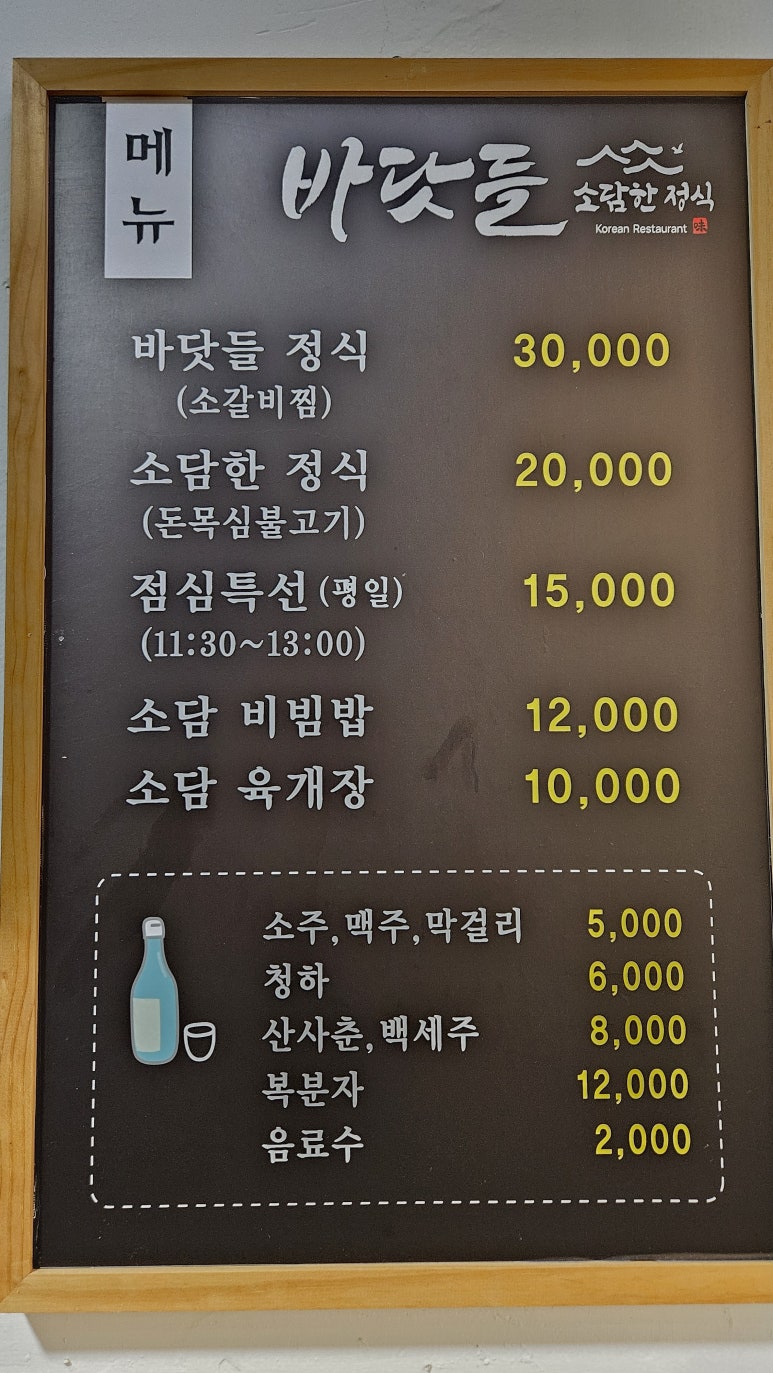 메뉴
바닷들
소담한 정식
Korean Restaurant 味
바닷들 정식 30,000
(소갈비찜)
소담한 정식 20,000
(돈목심불고기)
점심특선(평일) 15,000
(11:30~13:00)
소담 비빔밥 12,000
소담 육개장 10,000
소주,맥주,막걸리 5,000
청하 6,000
산사춘,백세주 8,000
복분자 12,000
음료수 2,000